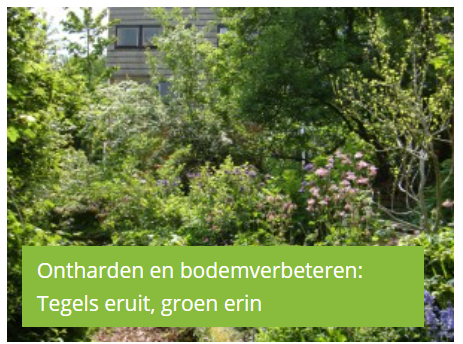 Ontharden en bodemverbeteren:
Tegels eruit, groen erin